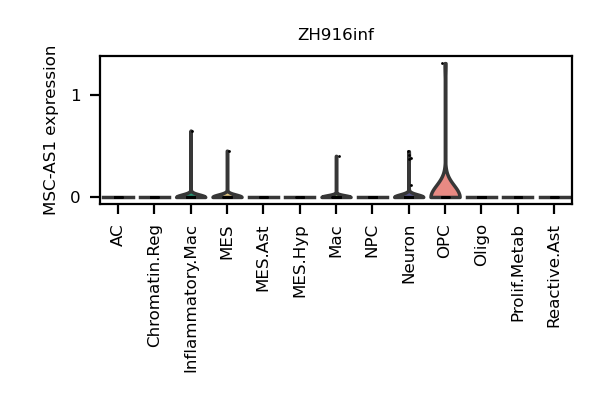 ZH916inf
MSC-AS1 expression
1
0
AC
Chromatin.Reg
Inflammatory.Mac
MES
MES.Ast
MES.Hyp
Mac
NPC
Neuron
OPC
Oligo
Prolif.Metab
Reactive.Ast